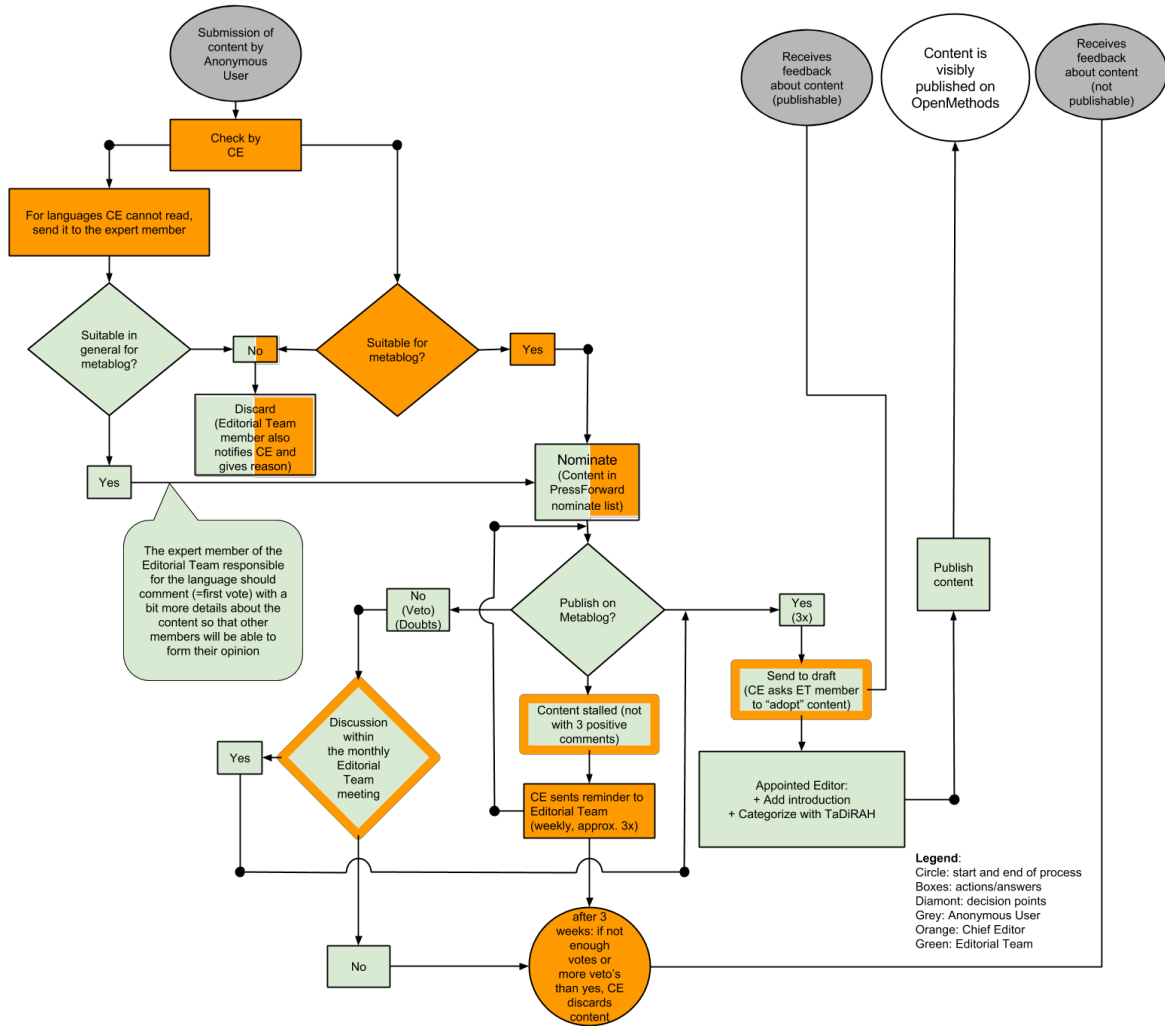 Submission of
content by
Anonymous
User
Receives
feedback
about content
(publishable)
Content is
visibly
published on
OpenMethods
Receives
feedback
about content
(not
publishable)
Check by
CE
For languages CE cannot read,
send it to the expert member
Suitable in
general for
metablog?
No
Suitable for
metablog?
Yes
Discard
(Editorial Team
member also
notifies CE and
gives reason)
Yes
Nominate
(Content in
PressForward
nominate list)
The expert member of the
Editorial Team responsible
for the language should
comment (=first vote) with a
bit more details about the
content so that other
members will be able to
form their opinion
No
(Veto)
(Doubts)
Publish on
Metablog?
Yes
(3x)
Publish
content
Send to draft
(CE asks ET member
to “adopt” content)
Content stalled (not
with 3 positive
comments)
Discussion
within
the monthly
Editorial
Team
meeting
Yes
CE sents reminder to
Editorial Team
(weekly, approx. 3x)
Appointed Editor:
+ Add introduction
+ Categorize with TaDiRAH
Legend:
Circle: start and end of process
Boxes: actions/answers
Diamont: decision points
Grey: Anonymous User
Orange: Chief Editor
Green: Editorial Team
No
after 3
weeks: if not
enough
votes or
more veto's
than yes, CE
discards
content